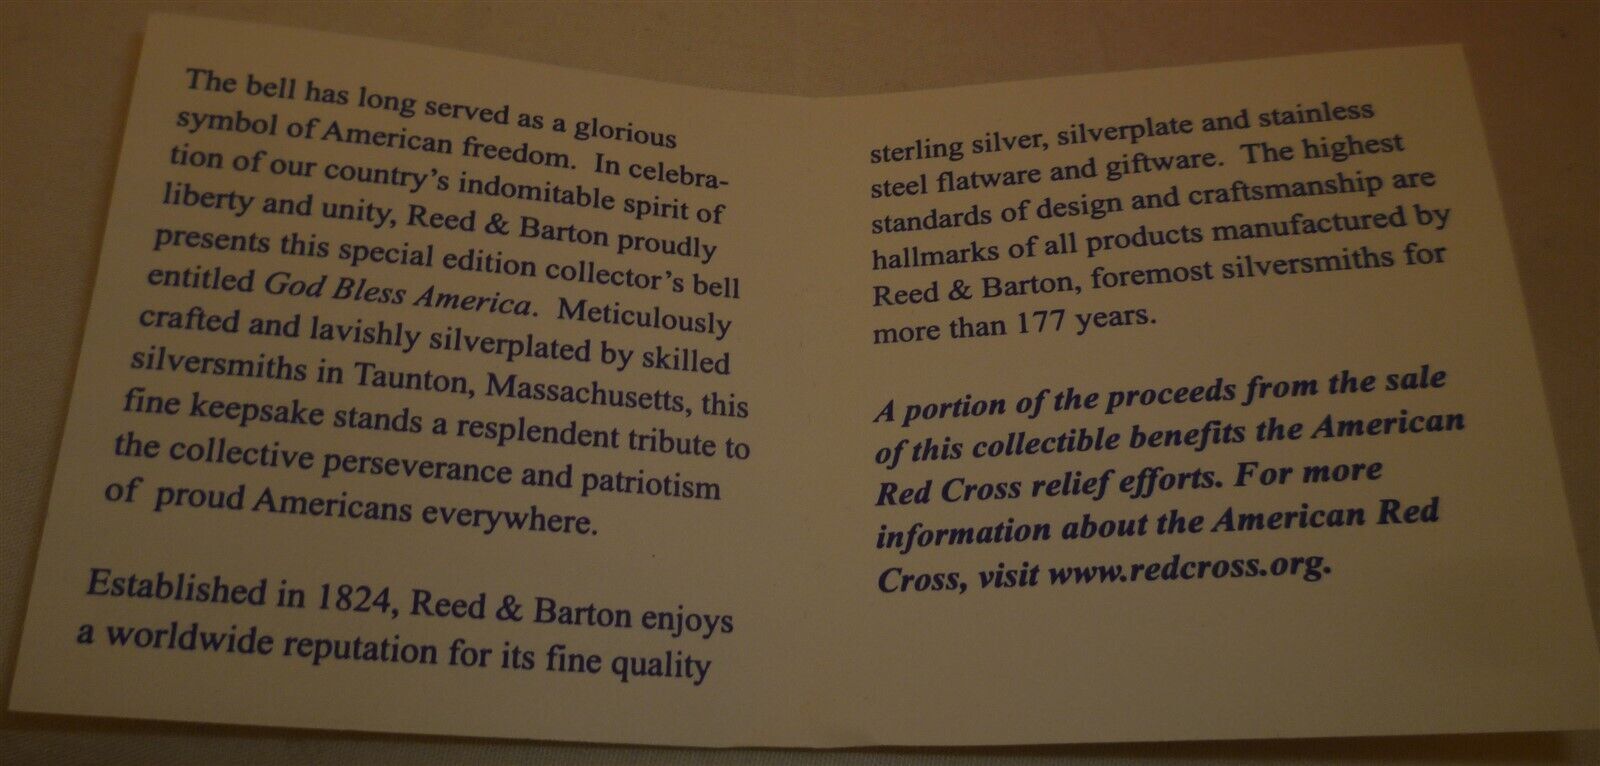 The bell has long served as a glorious
symbol of American freedom. In celebra-
tion of our country's indomitable spirit of
liberty and unity, Reed & Barton proudly
presents this special edition collector's bell
entitled God Bless America. Meticulously
crafted and lavishly silverplated by skilled
silversmiths in Taunton, Massachusetts, this
fine keepsake stands a resplendent tribute to
the collective perseverance and patriotism
of proud Americans everywhere.
Established in 1824, Reed & Barton enjoys
a worldwide reputation for its fine quality
sterling silver, silverplate and stainless
steel flatware and giftware. The highest
standards of design and craftsmanship are
hallmarks of all products manufactured by
Reed & Barton, foremost silversmiths for
more than 177 years.
A portion of the proceeds from the sale
of this collectible benefits the American
Red Cross relief efforts. For more
information about the American Red
Cross, visit www.redcross.org.